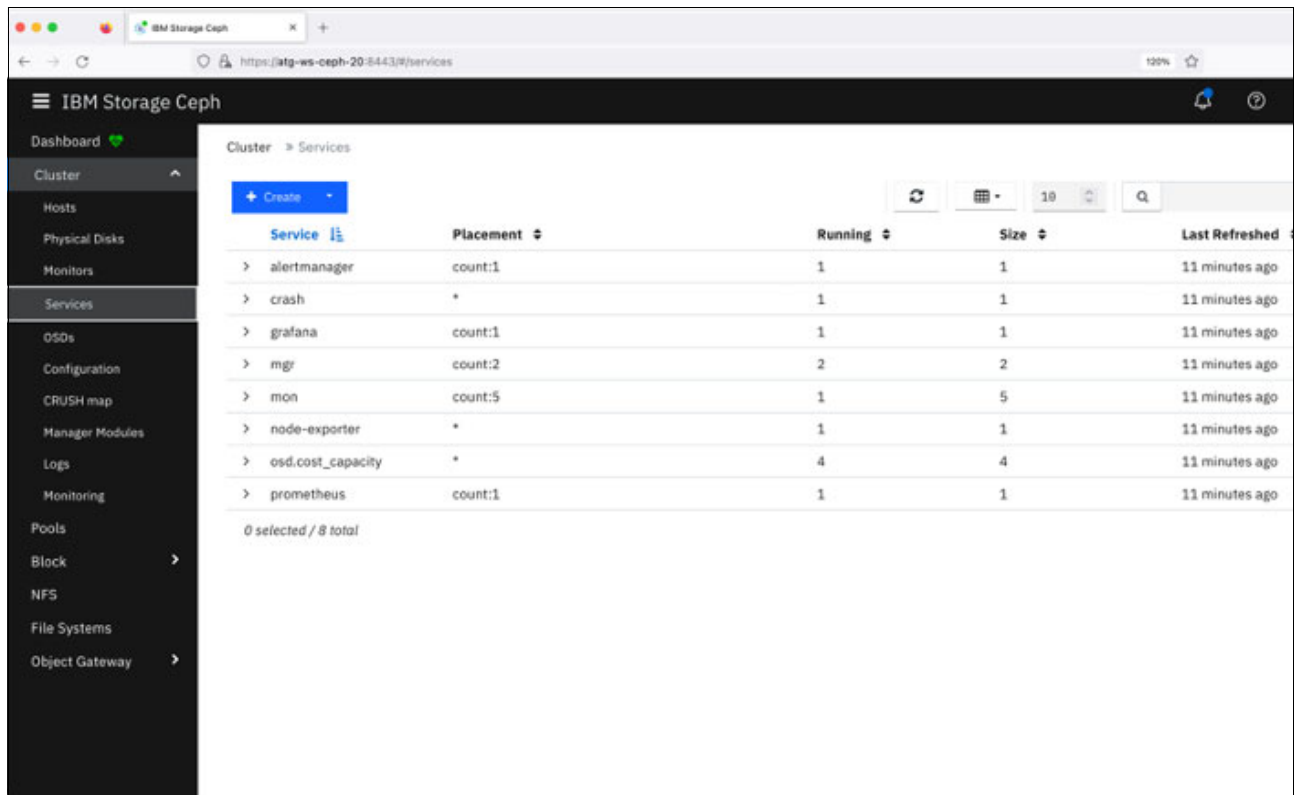 IBM Storage Ceph
https://atg-ws-ceph-20:8443/#/services
120%
IBM Storage Ceph
Dashboard
Cluster
Hosts
Physical Disks
Monitors
Services
OSDs
Configuration
CRUSH map
Manager Modules
Logs
Monitoring
Pools
Block
NFS
File Systems
Object Gateway
Cluster » Services
+ Create
10
Service Placement Running Size Last Refreshed
alertmanager count:1 1 1 11 minutes ago
crash * 1 1 11 minutes ago
grafana count:1 1 1 11 minutes ago
mgr count:2 2 2 11 minutes ago
mon count:5 1 5 11 minutes ago
node-exporter * 1 1 11 minutes ago
osd.cost_capacity * 4 4 11 minutes ago
prometheus count:1 1 1 11 minutes ago
0 selected / 8 total